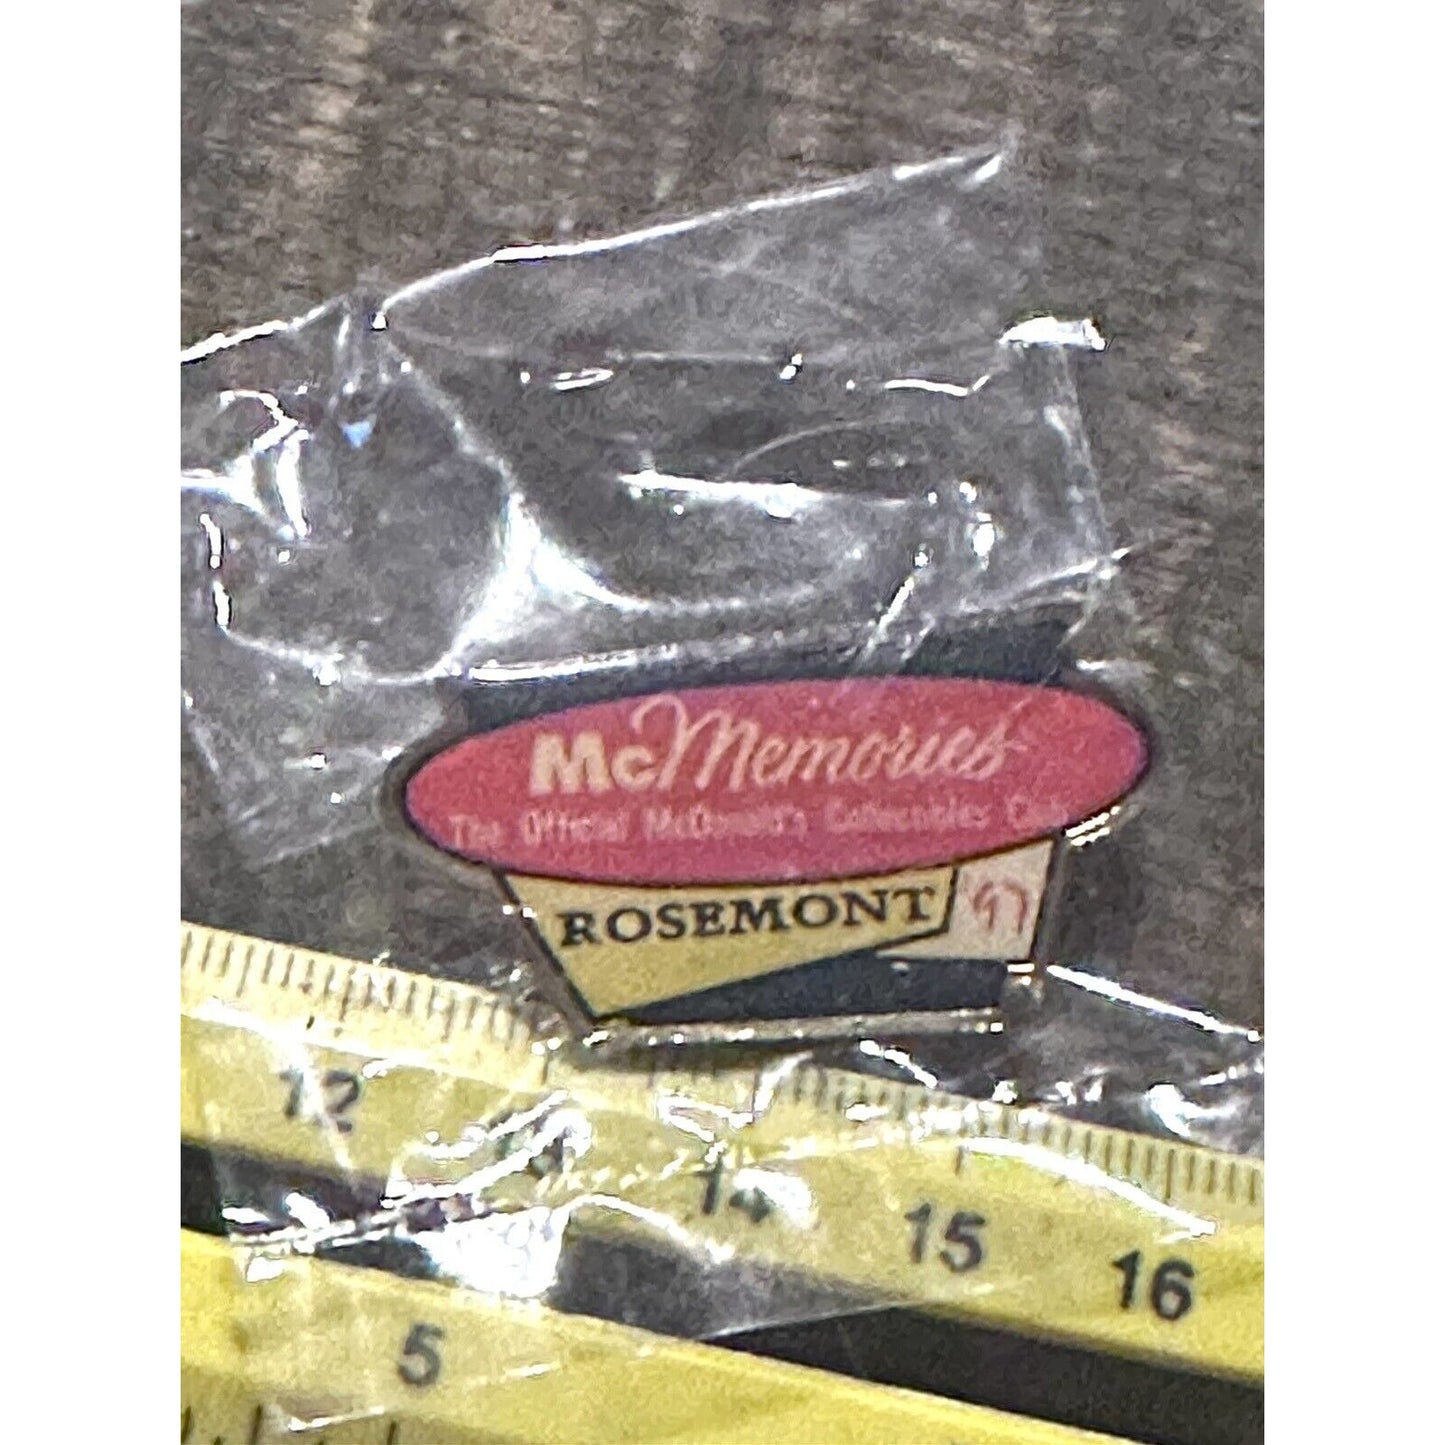 McMemories
The Official McDonald's Collectibles Club
ROSEMONT '97
12 14 15 16
5